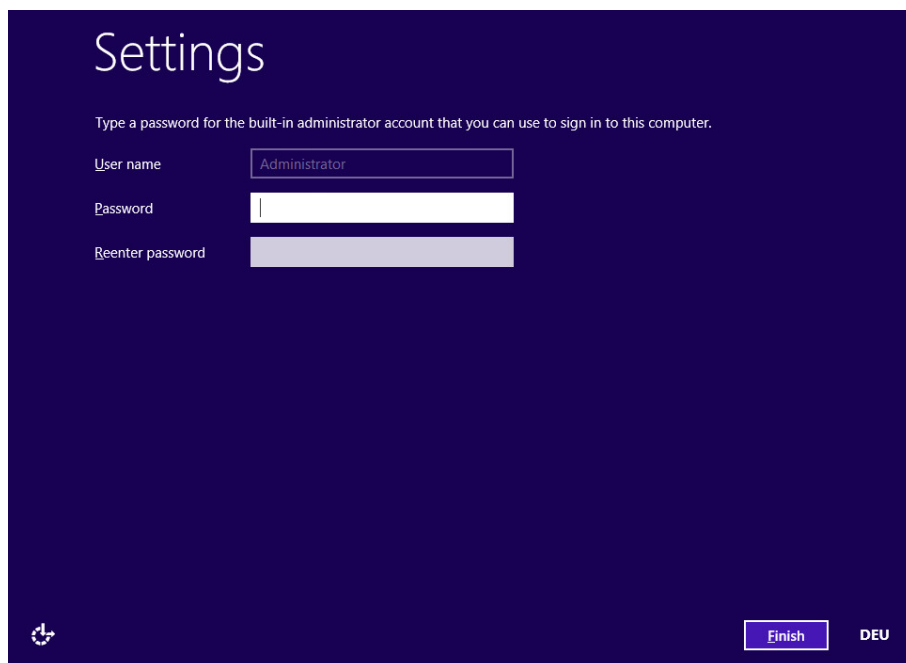 Settings
Type a password for the built-in administrator account that you can use to sign in to this computer.
User name
Administrator
Password
Reenter password
Finish
DEU